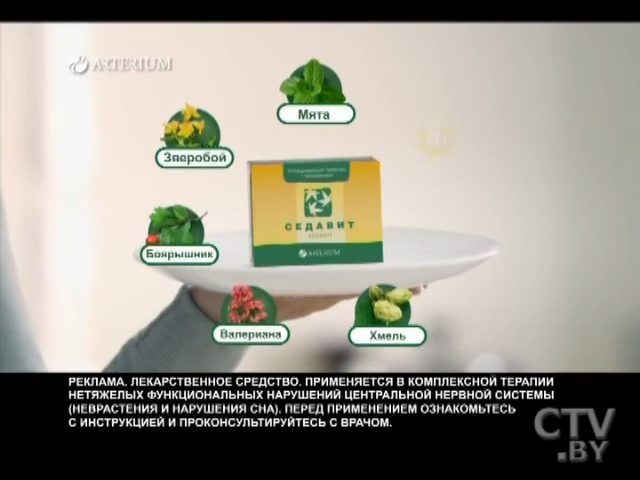 ARTERIUM
Мята
Зверобой
СЕДАВИТ
Боярышник
ARTERIUM
Валериана
Хмель
РЕКЛАМА. ЛЕКАРСТВЕННОЕ СРЕДСТВО. ПРИМЕНЯЕТСЯ В КОМПЛЕКСНОЙ ТЕРАПИИ
НЕТЯЖЕЛЫХ ФУНКЦИОНАЛЬНЫХ НАРУШЕНИЙ ЦЕНТРАЛЬНОЙ НЕРВНОЙ СИСТЕМЫ
(НЕВРАСТЕНИЯ И НАРУШЕНИЯ СНА). ПЕРЕД ПРИМЕНЕНИЕМ ОЗНАКОМЬТЕСЬ
С ИНСТРУКЦИЕЙ И ПРОКОНСУЛЬТИРУЙТЕСЬ С ВРАЧОМ.
CTV
.BY